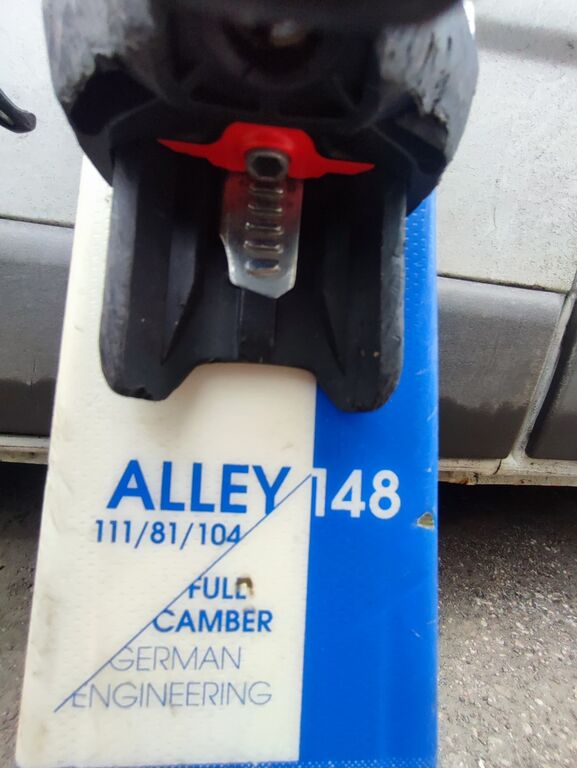 ALLEY/148
111/81/104
FULL
CAMBER
GERMAN
ENGINEERING